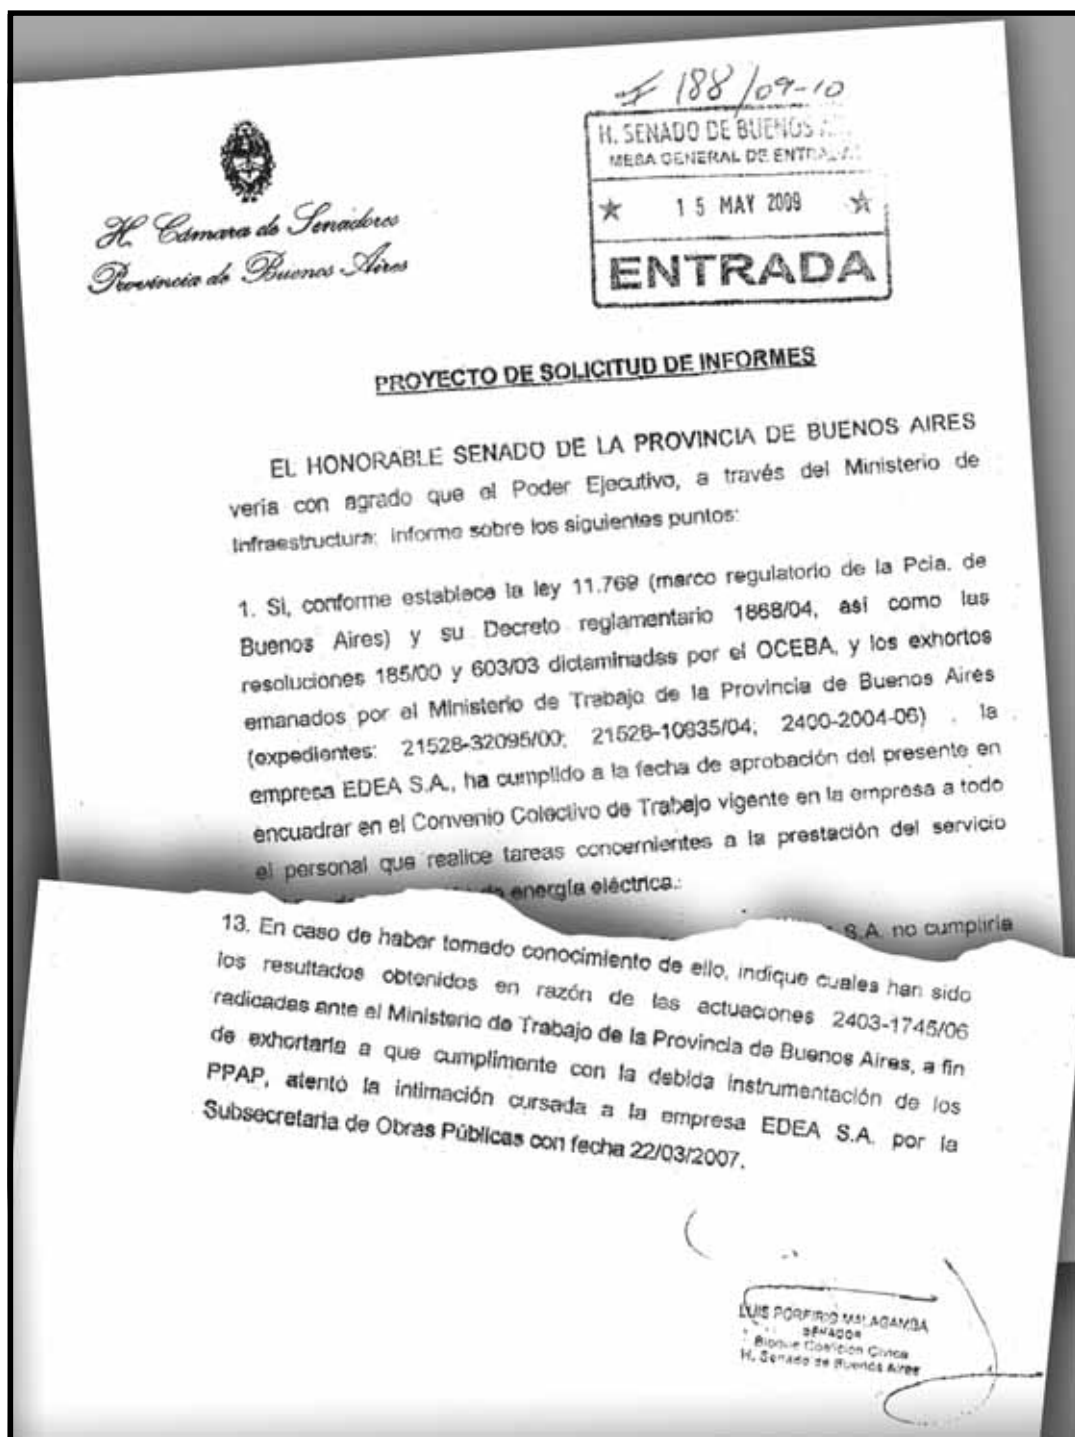 F 188/09-10
H. SENADO DE BUENOS
MESA GENERAL DE ENTRADAS
15 MAY 2009
ENTRADA
H. Cámara de Senadores
Provincia de Buenos Aires
PROYECTO DE SOLICITUD DE INFORMES
EL HONORABLE SENADO DE LA PROVINCIA DE BUENOS AIRES
vería con agrado que el Poder Ejecutivo, a través del Ministerio de
Infraestructura; informe sobre los siguientes puntos:
1. Si, conforme establece la ley 11.769 (marco regulatorio de la Pcia. de
Buenos Aires) y su Decreto reglamentario 1868/04, así como las
resoluciones 185/00 y 603/03 dictaminadas por el OCEBA, y los exhortos
emanados por el Ministerio de Trabajo de la Provincia de Buenos Aires
(expedientes: 21528-32095/00; 21528-10635/04; 2400-2004-06) , la
empresa EDEA S.A., ha cumplido a la fecha de aprobación del presente en
encuadrar en el Convenio Colectivo de Trabajo vigente en la empresa a todo
el personal que realice tareas concernientes a la prestación del servicio
de energía eléctrica.:
S.A. no cumpliría
13. En caso de haber tomado conocimiento de ello, indique cuales han sido
los resultados obtenidos en razón de las actuaciones 2403-1745/06
radicadas ante el Ministerio de Trabajo de la Provincia de Buenos Aires, a fin
de exhortarla a que cumplimente con la debida instrumentación de los
PPAP, atentó la intimación cursada a la empresa EDEA S.A. por la
Subsecretaria de Obras Públicas con fecha 22/03/2007.
LUIS PORFIRIO MALAGAMBA
SENADOR
Bloque Coalición Cívica
H. Senado de Buenos Aires